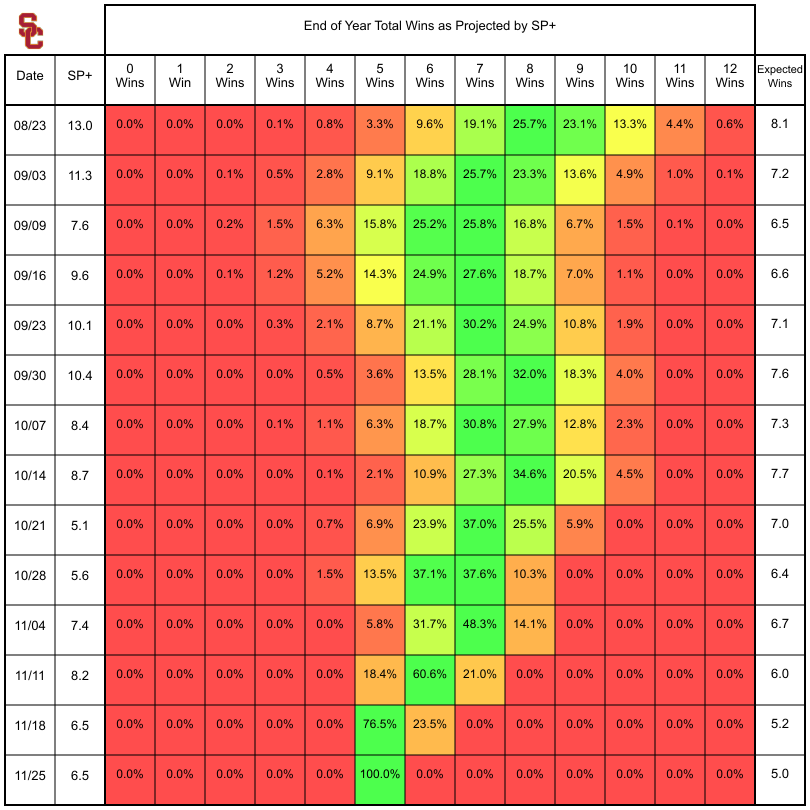 SC
End of Year Total Wins as Projected by SP+
Date SP+ 0 Wins 1 Win 2 Wins 3 Wins 4 Wins 5 Wins 6 Wins 7 Wins 8 Wins 9 Wins 10 Wins 11 Wins 12 Wins Expected Wins
08/23 13.0 0.0% 0.0% 0.0% 0.1% 0.8% 3.3% 9.6% 19.1% 25.7% 23.1% 13.3% 4.4% 0.6% 8.1
09/03 11.3 0.0% 0.0% 0.1% 0.5% 2.8% 9.1% 18.8% 25.7% 23.3% 13.6% 4.9% 1.0% 0.1% 7.2
09/09 7.6 0.0% 0.0% 0.2% 1.5% 6.3% 15.8% 25.2% 25.8% 16.8% 6.7% 1.5% 0.1% 0.0% 6.5
09/16 9.6 0.0% 0.0% 0.1% 1.2% 5.2% 14.3% 24.9% 27.6% 18.7% 7.0% 1.1% 0.0% 0.0% 6.6
09/23 10.1 0.0% 0.0% 0.0% 0.3% 2.1% 8.7% 21.1% 30.2% 24.9% 10.8% 1.9% 0.0% 0.0% 7.1
09/30 10.4 0.0% 0.0% 0.0% 0.0% 0.5% 3.6% 13.5% 28.1% 32.0% 18.3% 4.0% 0.0% 0.0% 7.6
10/07 8.4 0.0% 0.0% 0.0% 0.1% 1.1% 6.3% 18.7% 30.8% 27.9% 12.8% 2.3% 0.0% 0.0% 7.3
10/14 8.7 0.0% 0.0% 0.0% 0.0% 0.1% 2.1% 10.9% 27.3% 34.6% 20.5% 4.5% 0.0% 0.0% 7.7
10/21 5.1 0.0% 0.0% 0.0% 0.0% 0.7% 6.9% 23.9% 37.0% 25.5% 5.9% 0.0% 0.0% 0.0% 7.0
10/28 5.6 0.0% 0.0% 0.0% 0.0% 1.5% 13.5% 37.1% 37.6% 10.3% 0.0% 0.0% 0.0% 0.0% 6.4
11/04 7.4 0.0% 0.0% 0.0% 0.0% 0.0% 5.8% 31.7% 48.3% 14.1% 0.0% 0.0% 0.0% 0.0% 6.7
11/11 8.2 0.0% 0.0% 0.0% 0.0% 0.0% 18.4% 60.6% 21.0% 0.0% 0.0% 0.0% 0.0% 0.0% 6.0
11/18 6.5 0.0% 0.0% 0.0% 0.0% 0.0% 76.5% 23.5% 0.0% 0.0% 0.0% 0.0% 0.0% 0.0% 5.2
11/25 6.5 0.0% 0.0% 0.0% 0.0% 0.0% 100.0% 0.0% 0.0% 0.0% 0.0% 0.0% 0.0% 0.0% 5.0